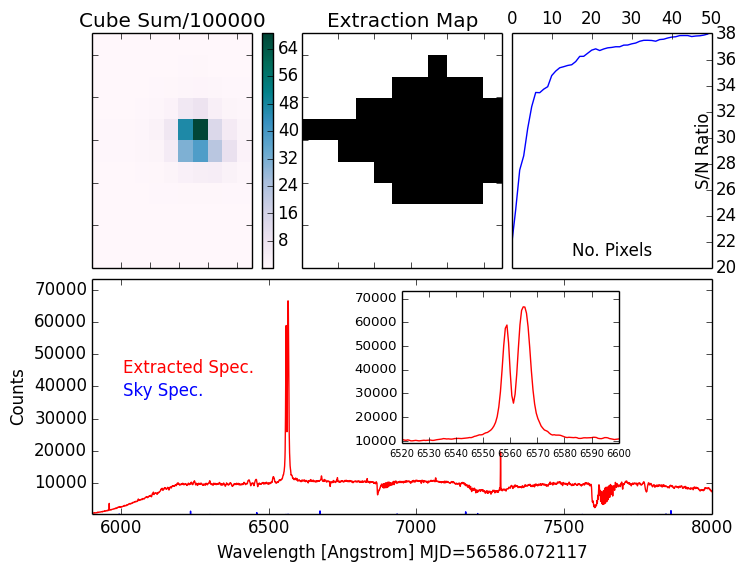 Cube Sum/100000
Extraction Map
0 10 20 30 40 50
64
56
48
40
32
24
16
8
38
36
34
32
30
28
26
24
22
20
S/N Ratio
No. Pixels
70000
60000
50000
40000
30000
20000
10000
Counts
Extracted Spec.
Sky Spec.
70000
60000
50000
40000
30000
20000
10000
6520 6530 6540 6550 6560 6570 6580 6590 6600
6000 6500 7000 7500 8000
Wavelength [Angstrom] MJD=56586.072117